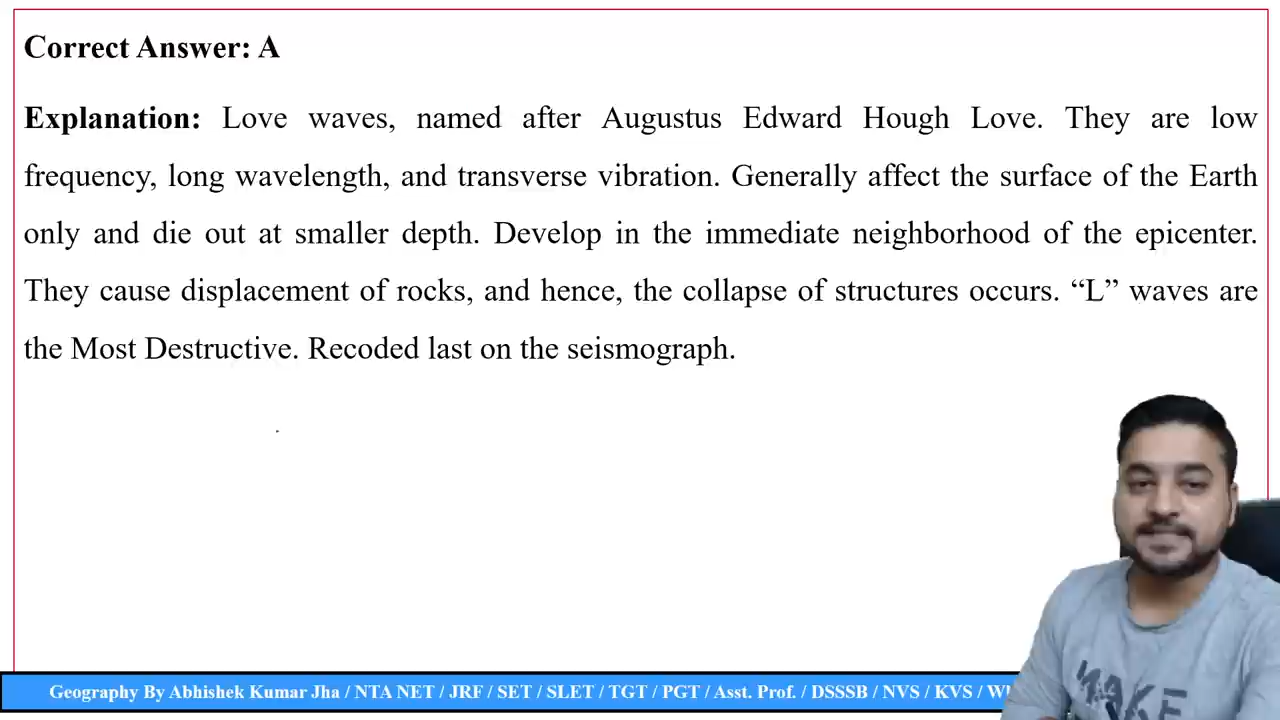 Correct Answer: A
Explanation: Love waves, named after Augustus Edward Hough Love. They are low
frequency, long wavelength, and transverse vibration. Generally affect the surface of the Earth
only and die out at smaller depth. Develop in the immediate neighborhood of the epicenter.
They cause displacement of rocks, and hence, the collapse of structures occurs. “L” waves are
the Most Destructive. Recoded last on the seismograph.
MAKE
Geography By Abhishek Kumar Jha / NTA NET / JRF / SET / SLET / TGT / PGT / Asst. Prof. / DSSSB / NVS / KVS /